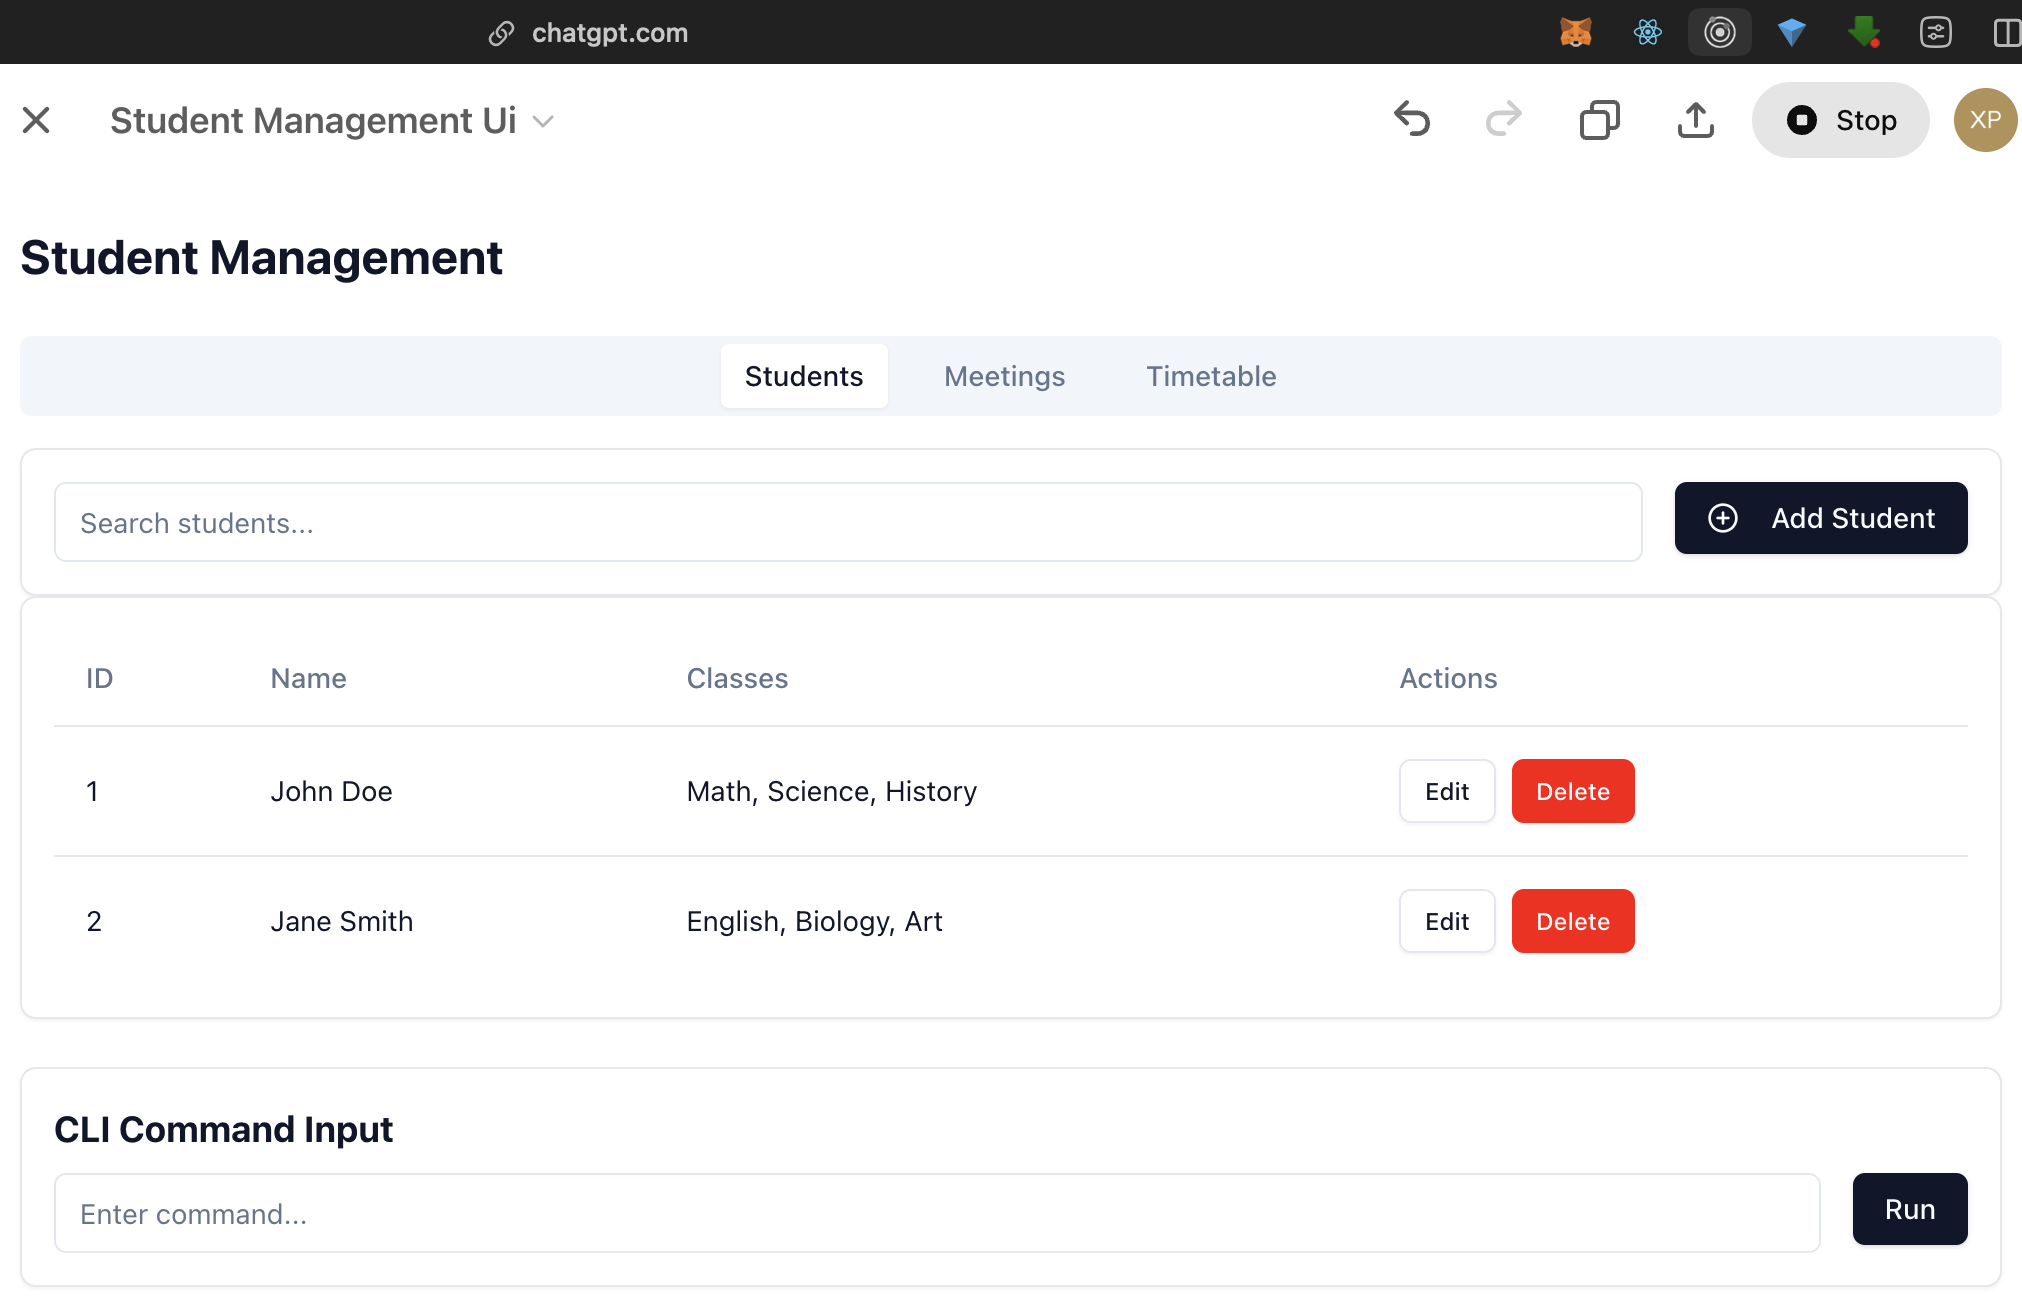 chatgpt.com
Student Management Ui
Stop
XP
Student Management
Students Meetings Timetable
Search students...
Add Student
ID Name Classes Actions
1 John Doe Math, Science, History Edit Delete
2 Jane Smith English, Biology, Art Edit Delete
CLI Command Input
Enter command...
Run